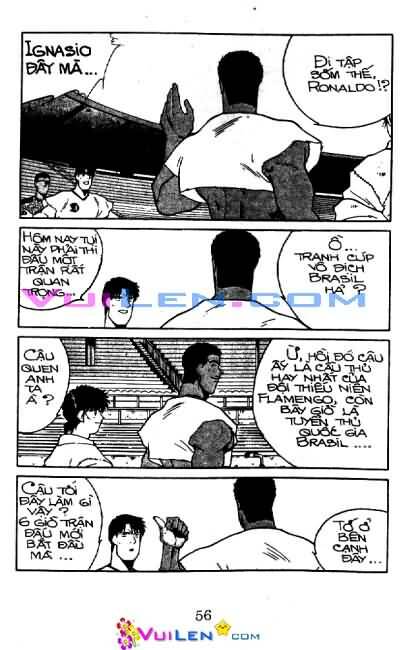 IGNASIO
ĐÂY MÀ...
ĐI TẬP
SỚM THẾ,
RONALDO!?
HÔM NAY TỤI
NÀY PHẢI THI
ĐẤU MỘT
TRẬN RẤT
QUAN
TRỌNG...
Ồ...
TRANH CÚP
VÔ ĐỊCH
BRASIL
HẢ ?
VUILEN.COM
CẬU
QUEN
ANH
TA
À ?
Ừ, HỒI ĐÓ CẬU
ẤY LÀ CẦU THỦ
HAY NHẤT CỦA
ĐỘI THIẾU NIÊN
FLAMENGO, CÒN
BÂY GIỜ LÀ
TUYỂN THỦ
QUỐC GIA
BRASIL ....
CẬU TỚI
ĐÂY LÀM GÌ
VẬY ?
6 GIỜ TRẬN
ĐẤU MỚI
BẮT ĐẦU
MÀ ...
TỚ Ở
BÊN
CẠNH
ĐÂY...
56
VUILEN.COM